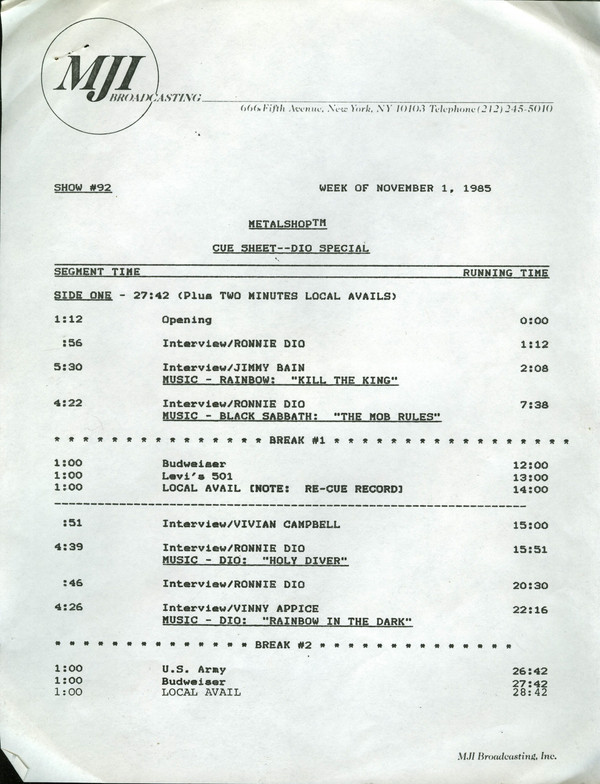 MJI
BROADCASTING
666 Fifth Avenue, New York, NY 10103 Telephone (212) 245-5010
SHOW #92 WEEK OF NOVEMBER 1, 1985
METALSHOP™
CUE SHEET--DIO SPECIAL
SEGMENT TIME RUNNING TIME
SIDE ONE - 27:42 (Plus TWO MINUTES LOCAL AVAILS)
1:12 Opening 0:00
:56 Interview/RONNIE DIO 1:12
5:30 Interview/JIMMY BAIN 2:08
MUSIC - RAINBOW: "KILL THE KING"
4:22 Interview/RONNIE DIO 7:38
MUSIC - BLACK SABBATH: "THE MOB RULES"
* * * * * * * * * * * * * * * BREAK #1 * * * * * * * * * * * * * * * * *
1:00 Budweiser 12:00
1:00 Levi's 501 13:00
1:00 LOCAL AVAIL [NOTE: RE-CUE RECORD] 14:00
:51 Interview/VIVIAN CAMPBELL 15:00
4:39 Interview/RONNIE DIO 15:51
MUSIC - DIO: "HOLY DIVER"
:46 Interview/RONNIE DIO 20:30
4:26 Interview/VINNY APPICE 22:16
MUSIC - DIO: "RAINBOW IN THE DARK"
* * * * * * * * * * * * * * BREAK #2 * * * * * * * * * * * * * *
1:00 U.S. Army 26:42
1:00 Budweiser 27:42
1:00 LOCAL AVAIL 28:42
MJI Broadcasting, Inc.